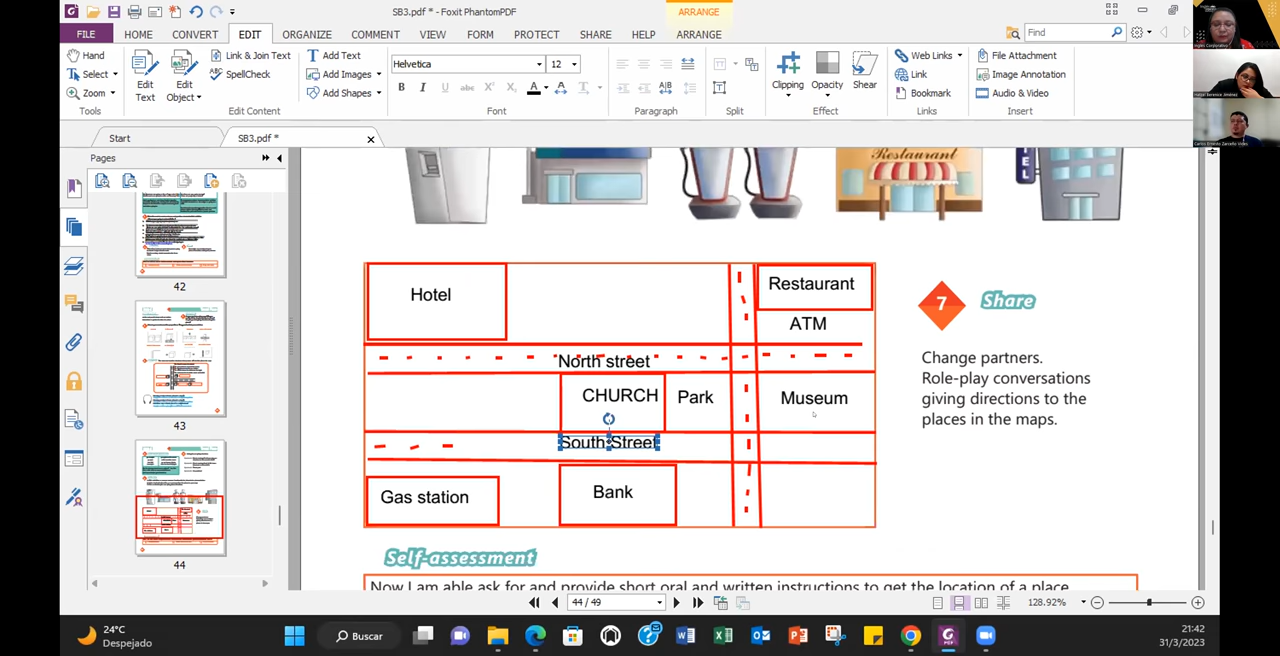 SB3.pdf * - Foxit PhantomPDF
ARRANGE
FILE HOME CONVERT EDIT ORGANIZE COMMENT VIEW FORM PROTECT SHARE HELP ARRANGE
Find
Hand
Select
Zoom
Tools
Edit Text
Edit Object
Link & Join Text
SpellCheck
Edit Content
Add Text
Add Images
Add Shapes
Helvetica 12
Font
Paragraph
Split
Clipping
Opacity
Shear
Effect
Web Links
Link
Bookmark
Links
File Attachment
Image Annotation
Audio & Video
Insert
Start
SB3.pdf *
Pages
42
43
44
Restaurant
Hotel
Restaurant
ATM
North street
CHURCH
Park
Museum
South Street
Gas station
Bank
7
Share
Change partners.
Role-play conversations
giving directions to the
places in the maps.
Self-assessment
Now I am able ask for and provide short oral and written instructions to get the location of a place
44 / 49
128.92%
24°C
Despejado
Buscar
21:42
31/3/2023